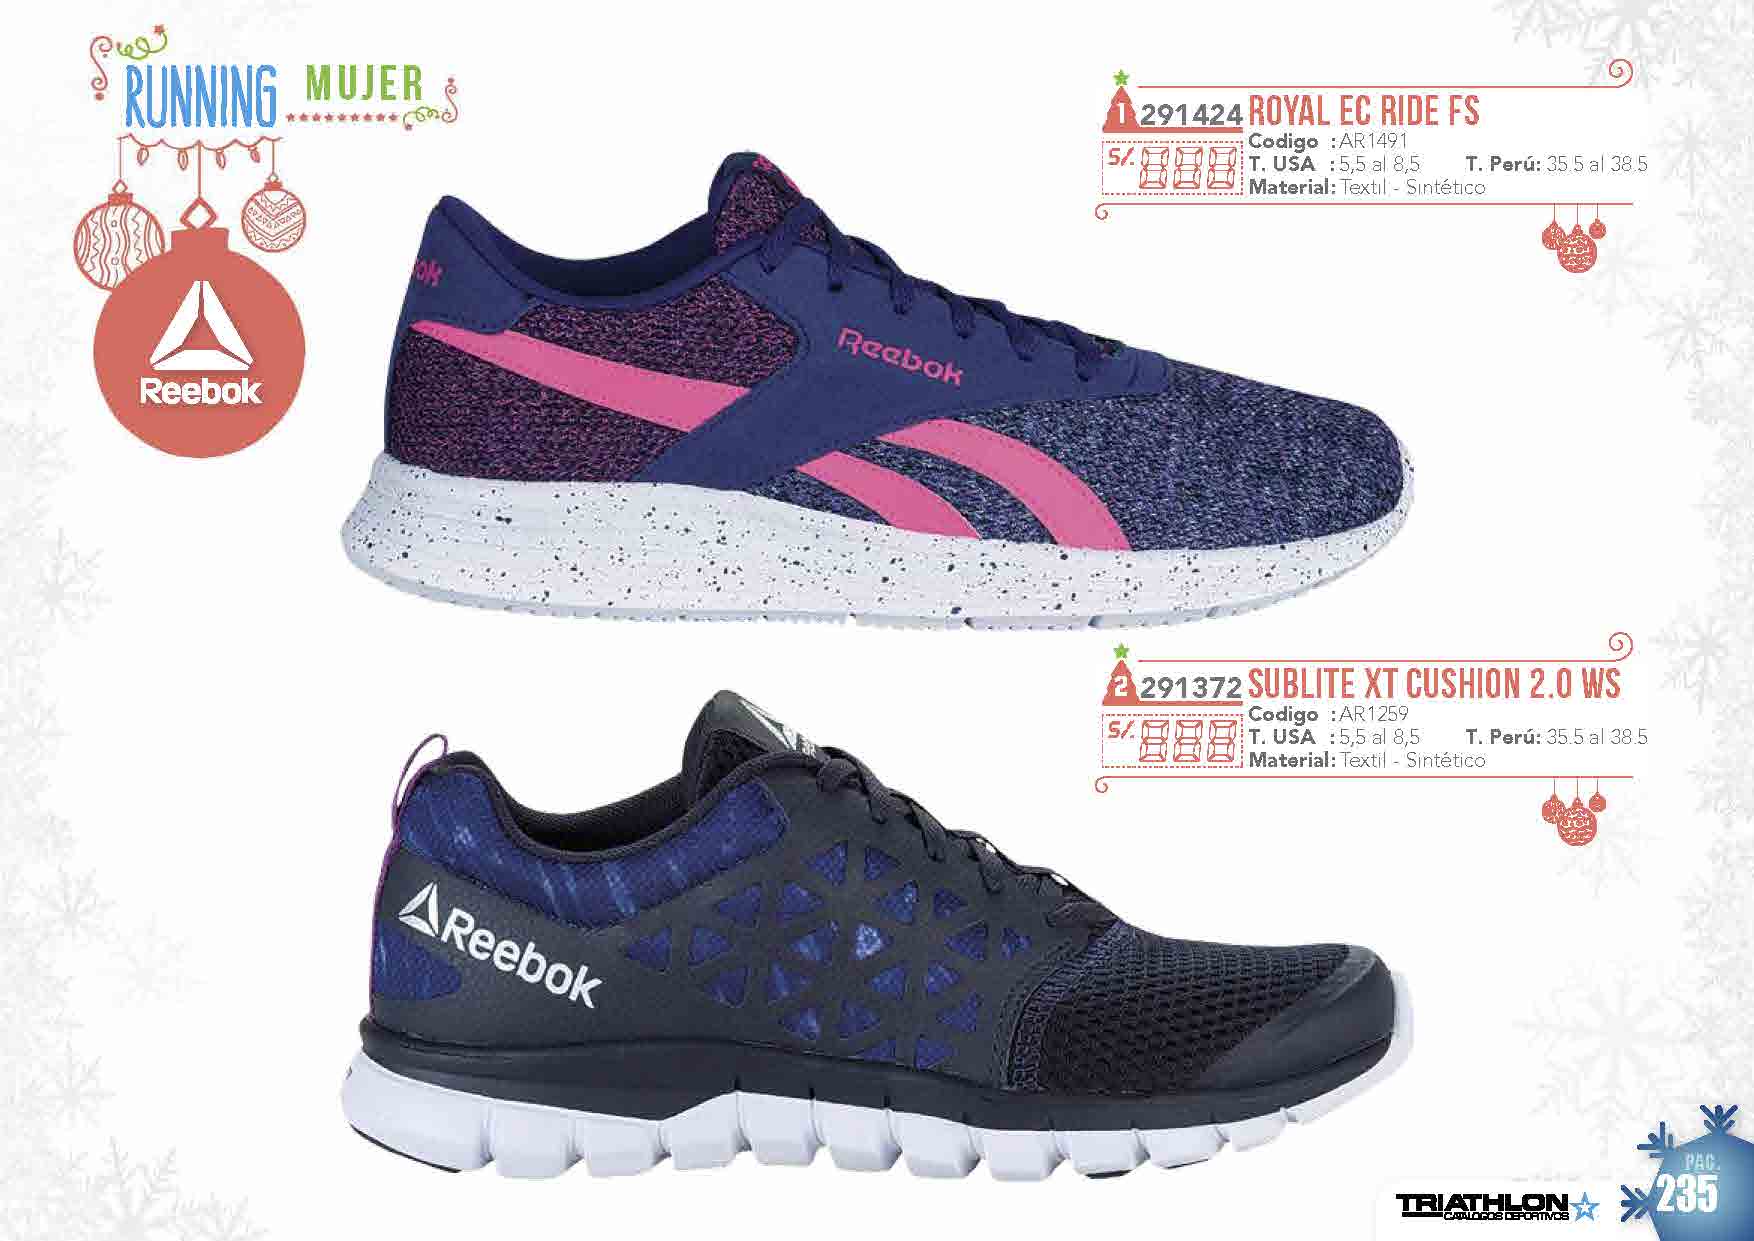 RUNNING MUJER
Reebok
1 291424 ROYAL EC RIDE FS
Codigo : AR1491
S/. 888
T. USA : 5,5 al 8,5 T. Perú: 35.5 al 38.5
Material: Textil - Sintético
Reebok
Reebok
2 291372 SUBLITE XT CUSHION 2.0 WS
Codigo : AR1259
S/. 888
T. USA : 5,5 al 8,5 T. Perú: 35.5 al 38.5
Material: Textil - Sintético
Reebok
PAG.
235
TRIATHLON
CATALOGOS DEPORTIVOS